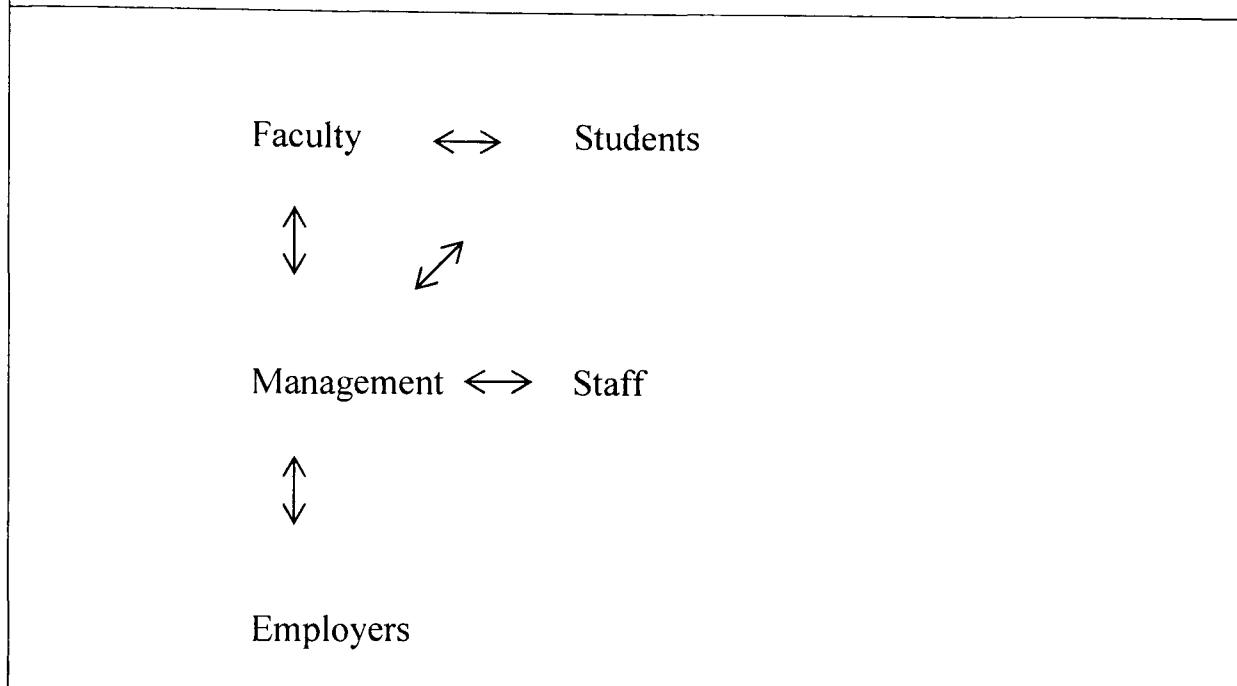 Faculty ↔ Students
Management ↔ Staff
Employers